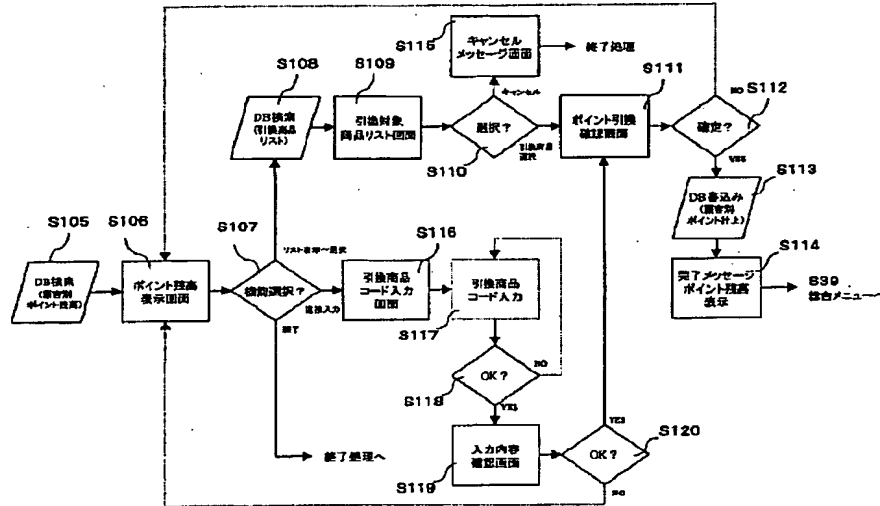 S115
キャンセル
メッセージ画面
終了処理
S108
S109
S111
NO
S112
キャンセル
DB検索
(引換商品
リスト)
引換対象
商品リスト画面
選択?
ポイント引換
確認画面
確定?
S110
引換商品
選択
YES
S113
DB書込み
(顧客別
ポイント計上)
S105
S106
S107
リスト表示~選択
S116
S114
DB検索
(顧客別
ポイント残高)
ポイント残高
表示画面
機能選択?
直接入力
引換商品
コード入力
画面
引換商品
コード入力
S117
完了メッセージ
ポイント残高
表示
S39
総合メニューへ
終了
OK?
NO
S118
YES
YES
S120
終了処理へ
入力内容
確認画面
OK?
S119
NO